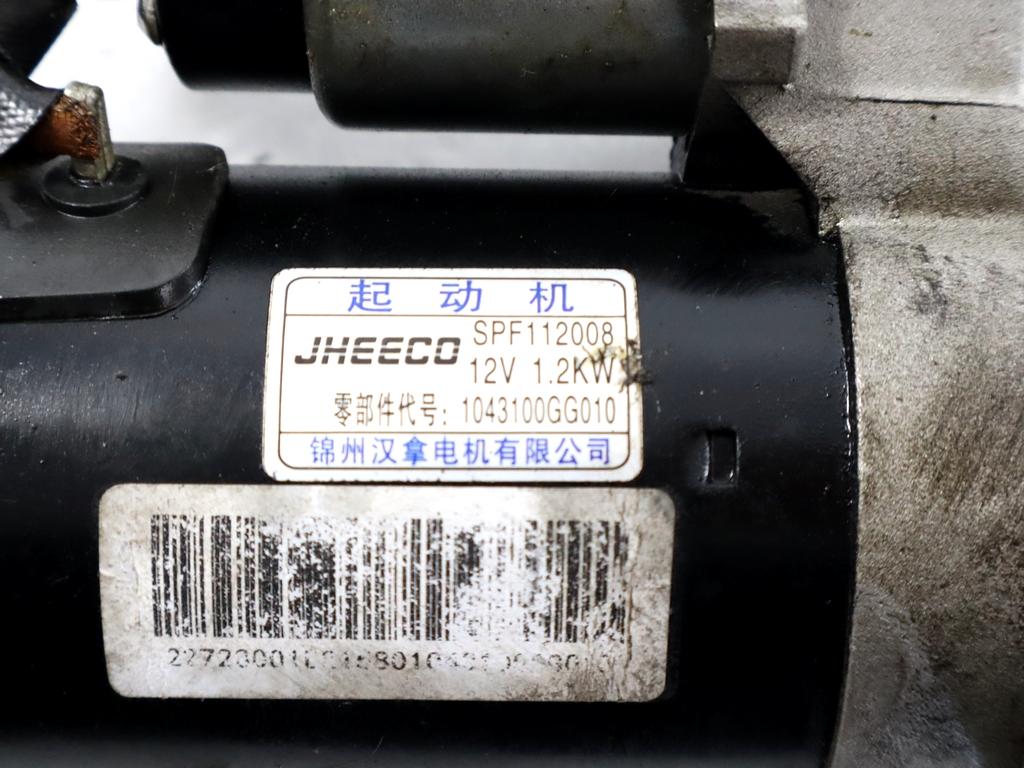 起动机
JHEECO
SPF112008
12V 1.2KW
零部件代号: 1043100GG010
锦州汉拿电机有限公司